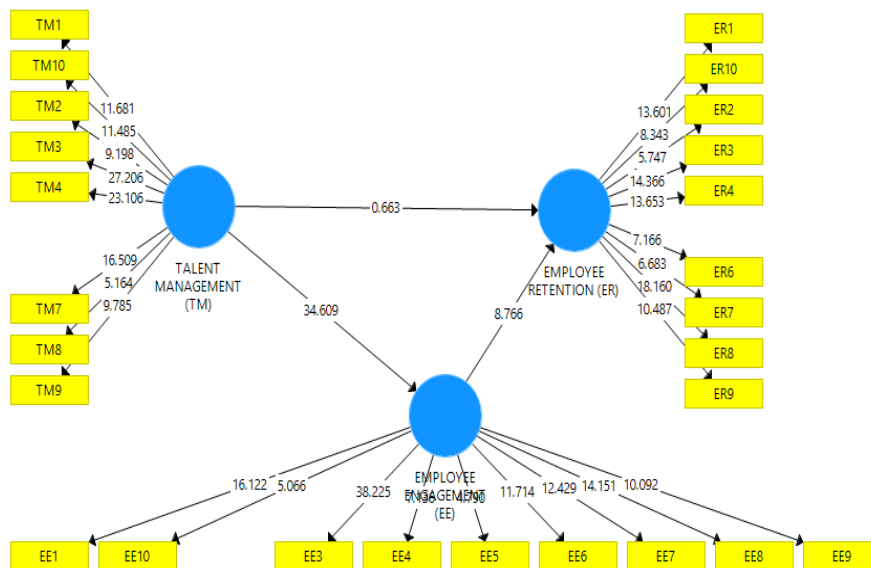 TM1
ER1
TM10
ER10
TM2
ER2
TM3
ER3
TM4
ER4
11.681
11.485
9.198
27.206
23.106
13.601
8.343
5.747
14.366
13.653
0.663
16.509
5.164
9.785
TALENT
MANAGEMENT
(TM)
EMPLOYEE
RETENTION (ER)
7.166
6.683
18.160
10.487
ER6
ER7
ER8
ER9
TM7
TM8
TM9
34.609
8.766
EMPLOYEE
ENGAGEMENT
(EE)
16.122
5.066
38.225
7.136
4.790
11.714
12.429
14.151
10.092
EE1
EE10
EE3
EE4
EE5
EE6
EE7
EE8
EE9